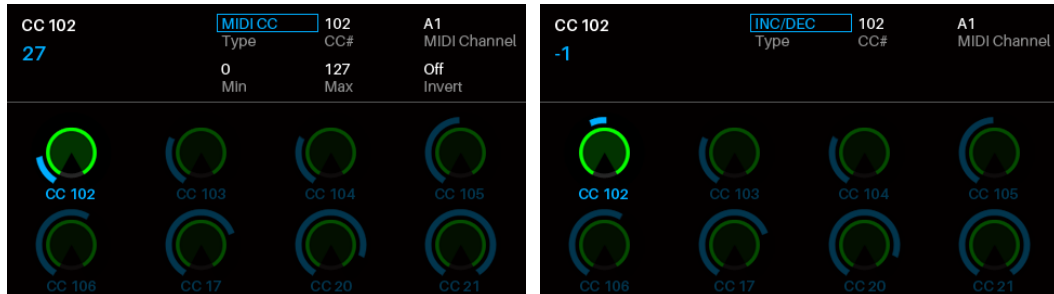 CC 102 MIDI CC 102 A1
27 Type CC# MIDI Channel
0 127 Off
Min Max Invert
CC 102 CC 103 CC 104 CC 105
CC 106 CC 17 CC 20 CC 21
CC 102 INC/DEC 102 A1
-1 Type CC# MIDI Channel
CC 102 CC 103 CC 104 CC 105
CC 106 CC 17 CC 20 CC 21